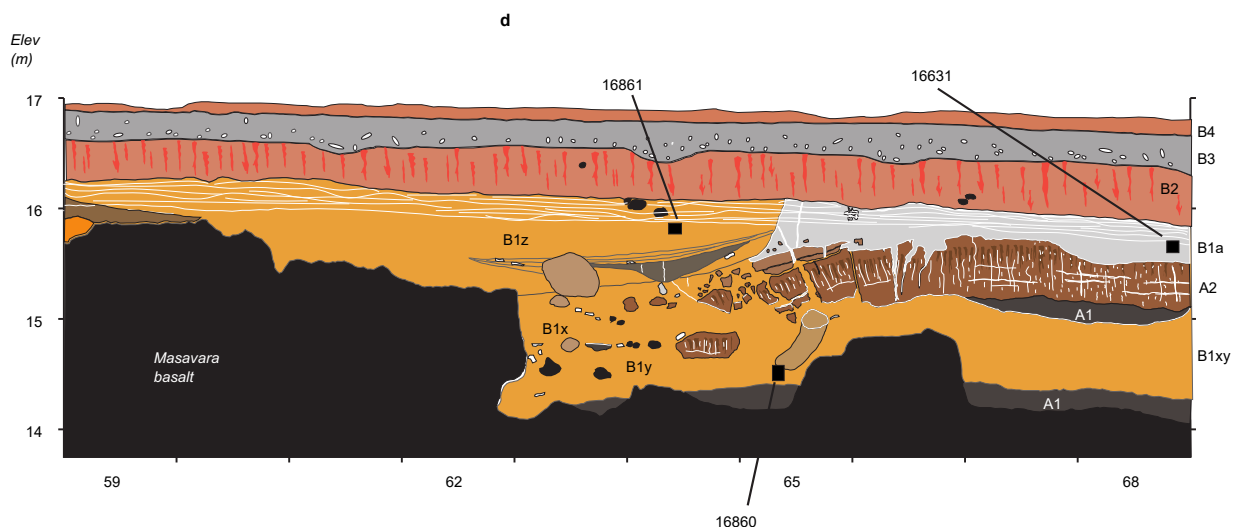 d
Elev
(m)
16861
16631
17
B4
B3
B2
16
B1z
B1a
A2
15
A1
B1x
B1xy
Masavara
basalt
B1y
A1
14
59
62
65
68
16860